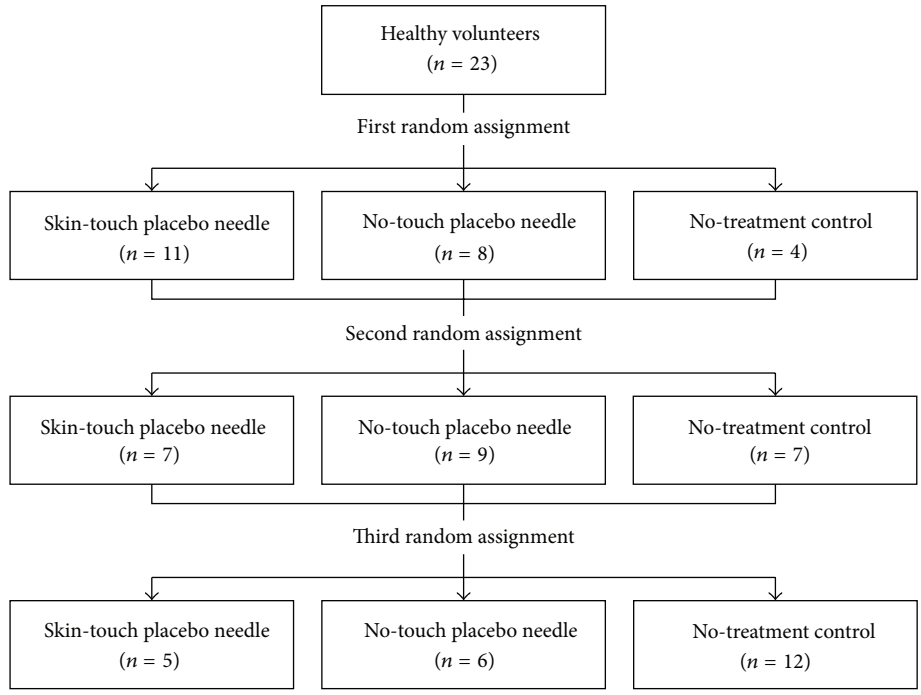 Healthy volunteers
(n = 23)
First random assignment
Skin-touch placebo needle
(n = 11)
No-touch placebo needle
(n = 8)
No-treatment control
(n = 4)
Second random assignment
Skin-touch placebo needle
(n = 7)
No-touch placebo needle
(n = 9)
No-treatment control
(n = 7)
Third random assignment
Skin-touch placebo needle
(n = 5)
No-touch placebo needle
(n = 6)
No-treatment control
(n = 12)